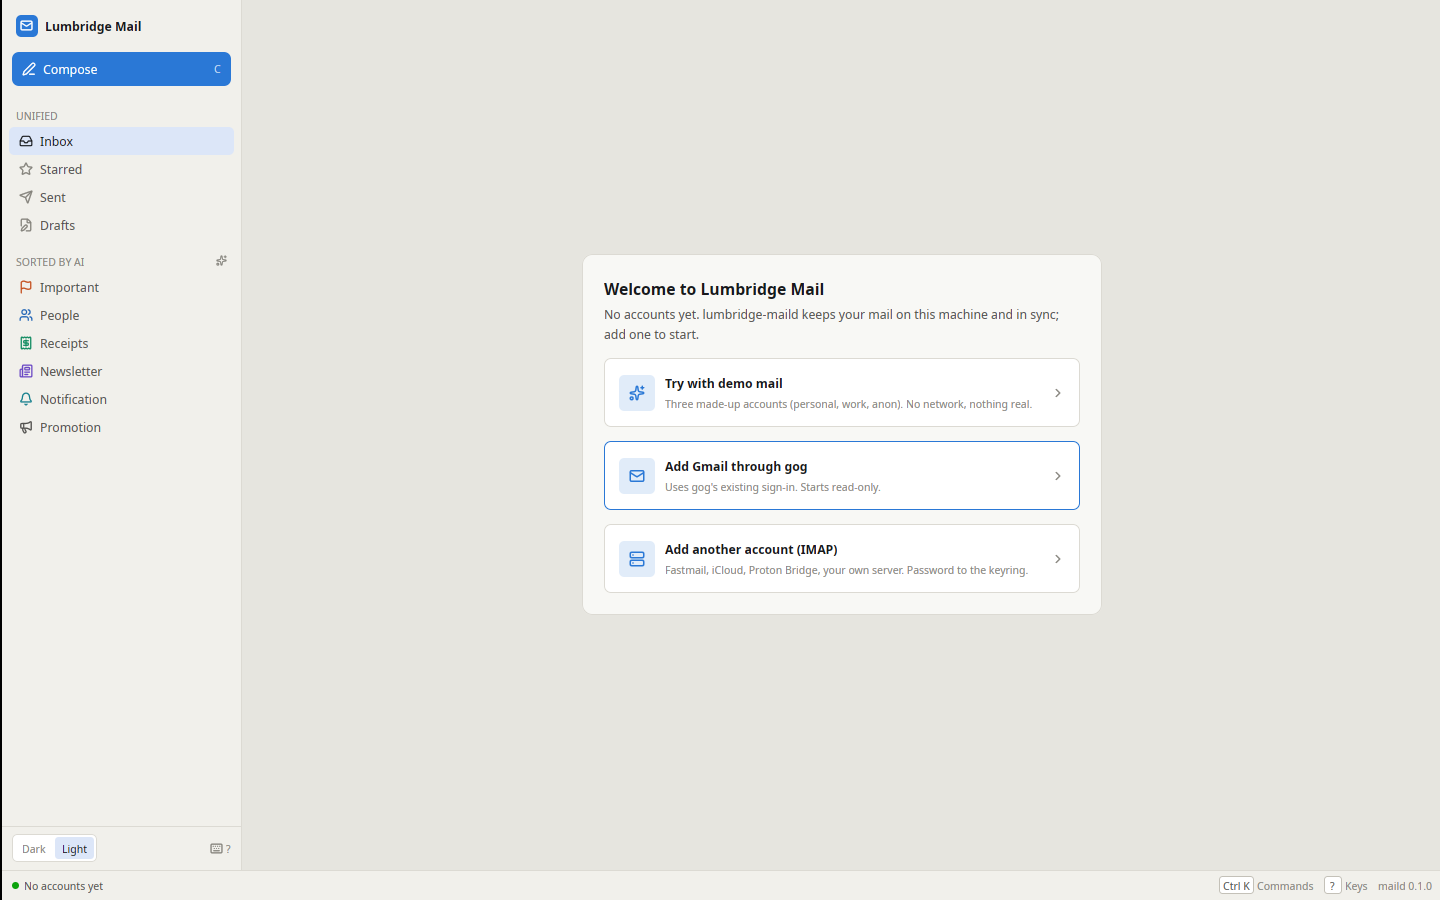 Lumbridge Mail
Compose C
UNIFIED
Inbox
Starred
Sent
Drafts
SORTED BY AI
Important
People
Receipts
Newsletter
Notification
Promotion
Dark Light ?
Welcome to Lumbridge Mail
No accounts yet. lumbridge-maild keeps your mail on this machine and in sync;
add one to start.
Try with demo mail
Three made-up accounts (personal, work, anon). No network, nothing real.
Add Gmail through gog
Uses gog's existing sign-in. Starts read-only.
Add another account (IMAP)
Fastmail, iCloud, Proton Bridge, your own server. Password to the keyring.
No accounts yet
Ctrl K Commands ? Keys maild 0.1.0